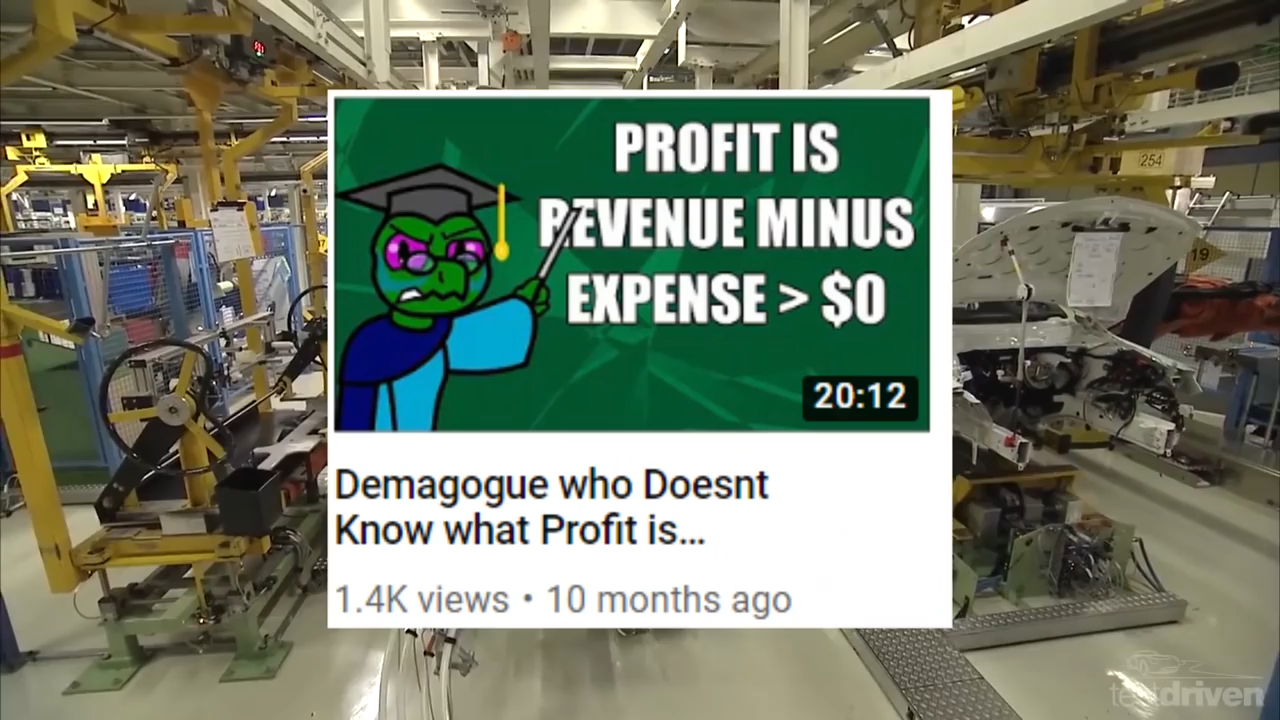 PROFIT IS
REVENUE MINUS
EXPENSE > $0
20:12
Demagogue who Doesnt
Know what Profit is...
1.4K views • 10 months ago
254
19
driven